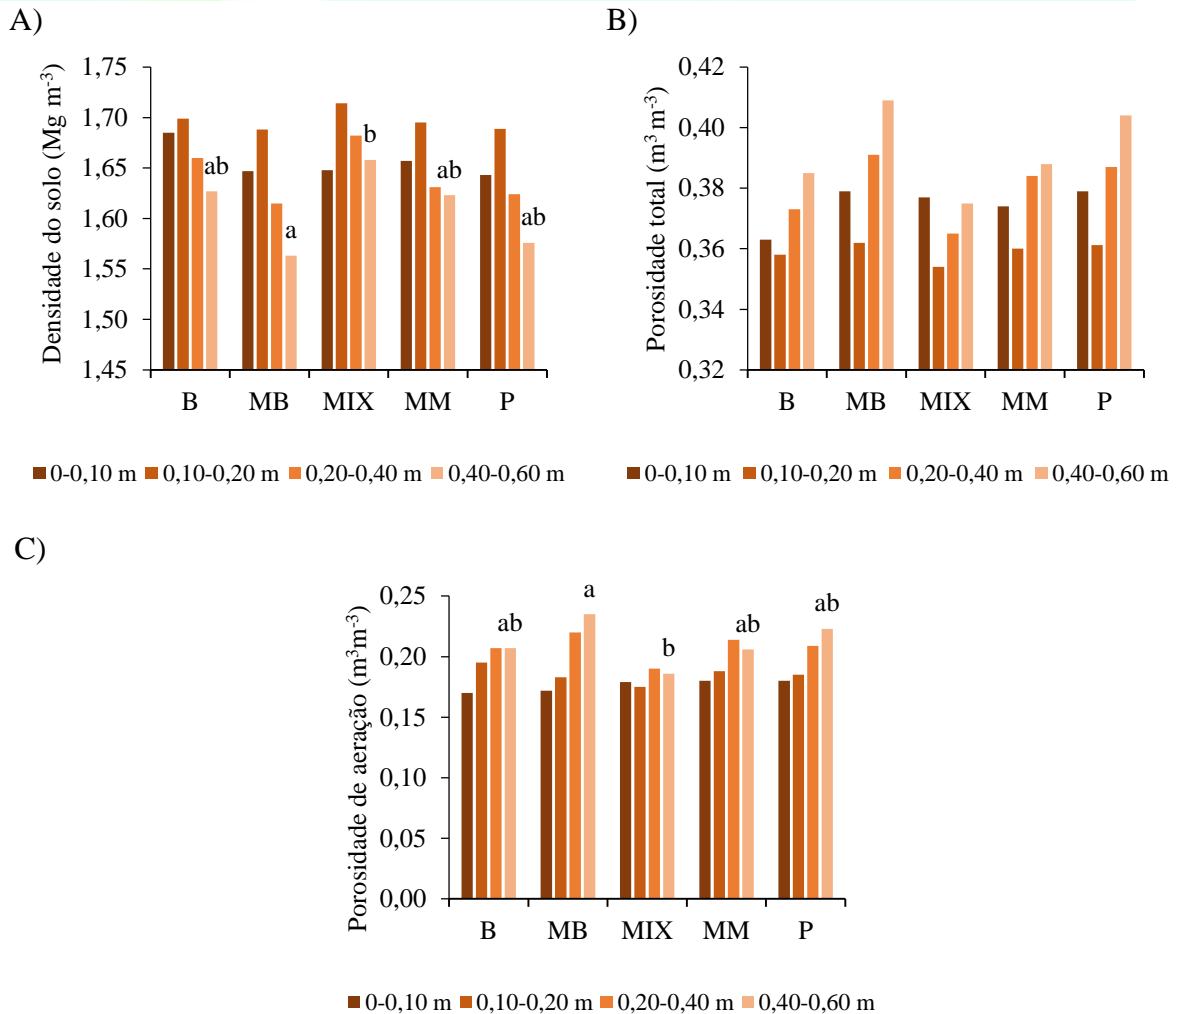 A)
Densidade do solo (Mg m-3)
1,75
1,70
1,65
1,60
1,55
1,50
1,45
ab
a
b
ab
ab
B MB MIX MM P
0-0,10 m 0,10-0,20 m 0,20-0,40 m 0,40-0,60 m
B)
Porosidade total (m3 m-3)
0,42
0,40
0,38
0,36
0,34
0,32
B MB MIX MM P
0-0,10 m 0,10-0,20 m 0,20-0,40 m 0,40-0,60 m
C)
Porosidade de aeração (m3m-3)
0,25
0,20
0,15
0,10
0,05
0,00
ab
a
b
ab
ab
B MB MIX MM P
0-0,10 m 0,10-0,20 m 0,20-0,40 m 0,40-0,60 m